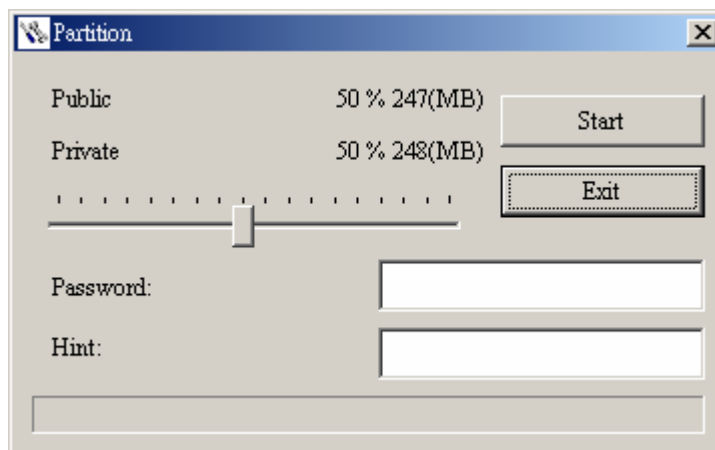 Partition
Public 50 % 247(MB)
Start
Private 50 % 248(MB)
Exit
Password:
Hint: